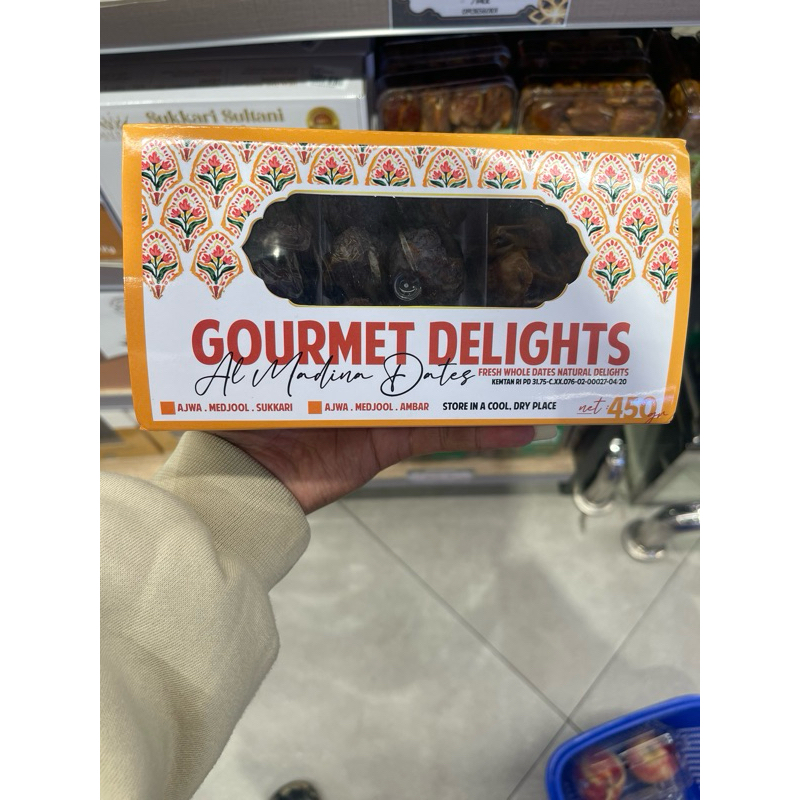 Sukkari Sultani
GOURMET DELIGHTS
Al Madina Dates
FRESH WHOLE DATES NATURAL DELIGHTS
KEMTAN RI PD 31.75-C.XX.076-02-00027-04/20
AJWA . MEDJOOL . SUKKARI
AJWA . MEDJOOL . AMBAR
STORE IN A COOL, DRY PLACE
net : 450 gr